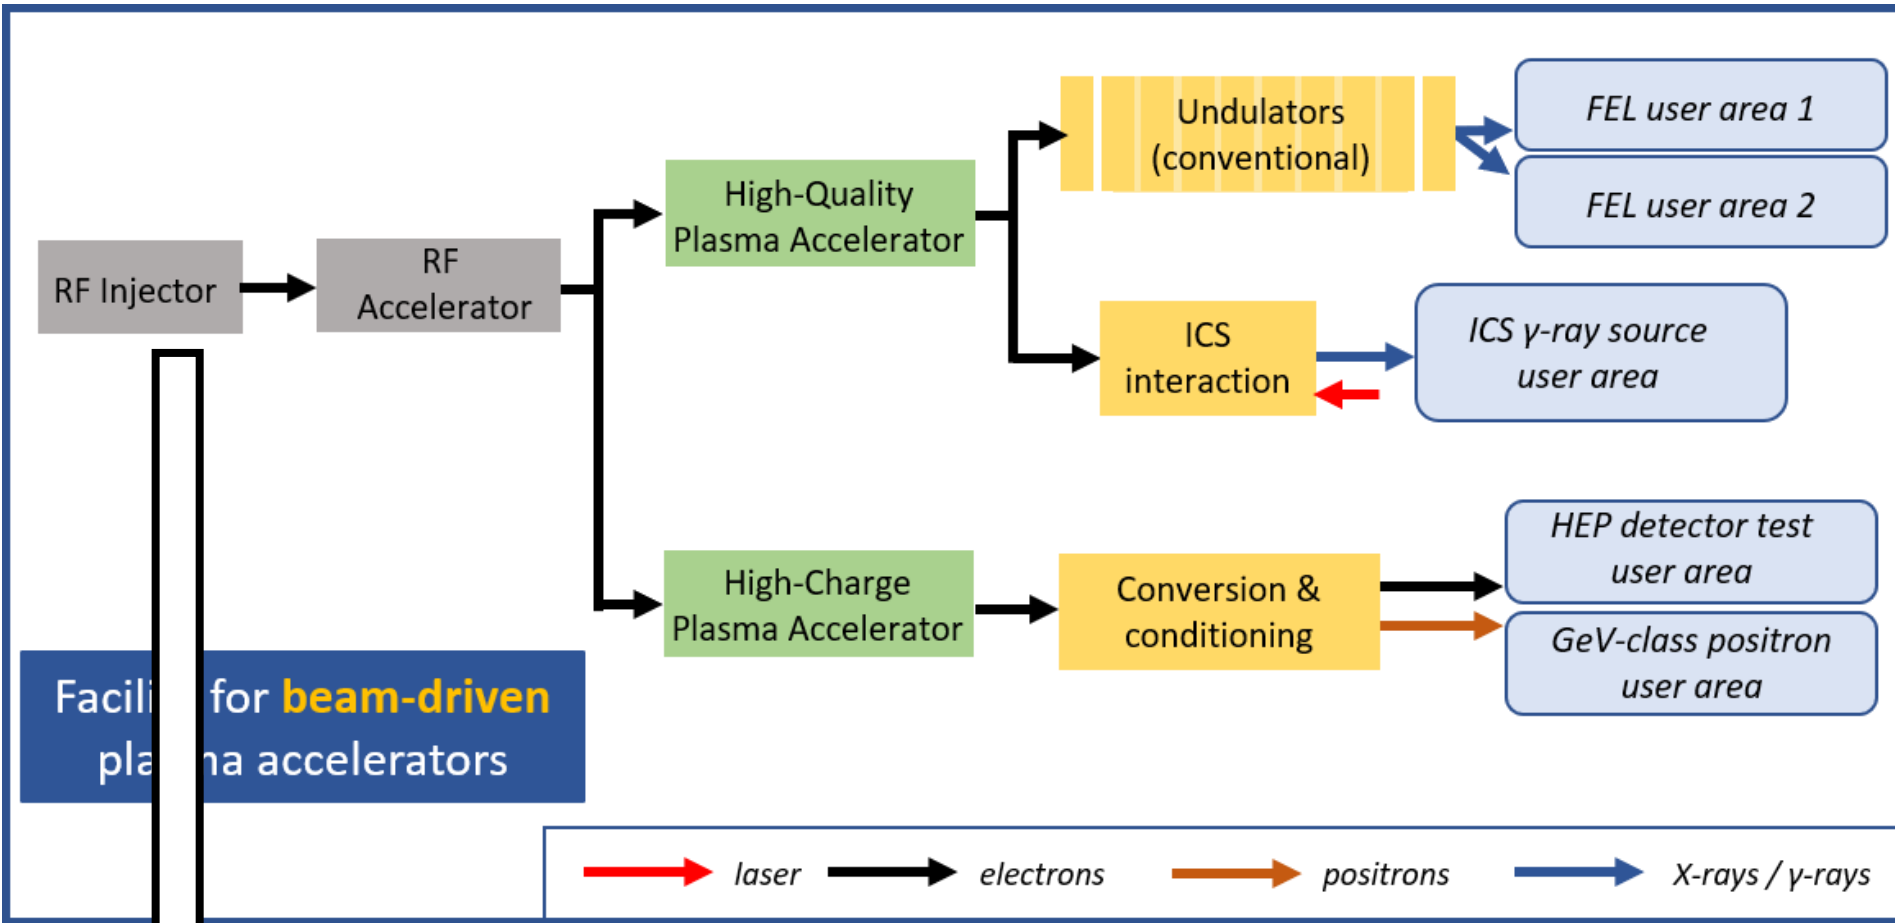 Undulators
(conventional)
FEL user area 1
FEL user area 2
High-Quality
Plasma Accelerator
RF Injector
RF
Accelerator
ICS
interaction
ICS γ-ray source
user area
High-Charge
Plasma Accelerator
Conversion &
conditioning
HEP detector test
user area
GeV-class positron
user area
for beam-driven
accelerators
laser
electrons
positrons
X-rays / γ-rays